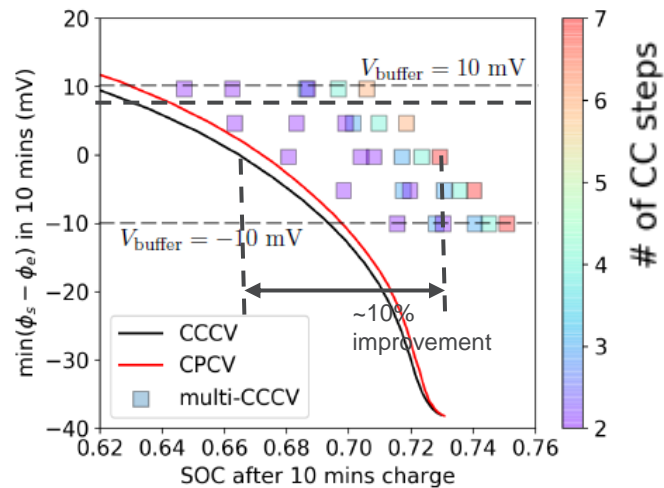 20
10
0
−10
−20
−30
−40
min(ϕs − ϕe) in 10 mins (mV)
Vbuffer = 10 mV
Vbuffer = −10 mV
~10%
improvement
CCCV
CPCV
multi-CCCV
0.62 0.64 0.66 0.68 0.70 0.72 0.74 0.76
SOC after 10 mins charge
7
6
5
4
3
2
# of CC steps